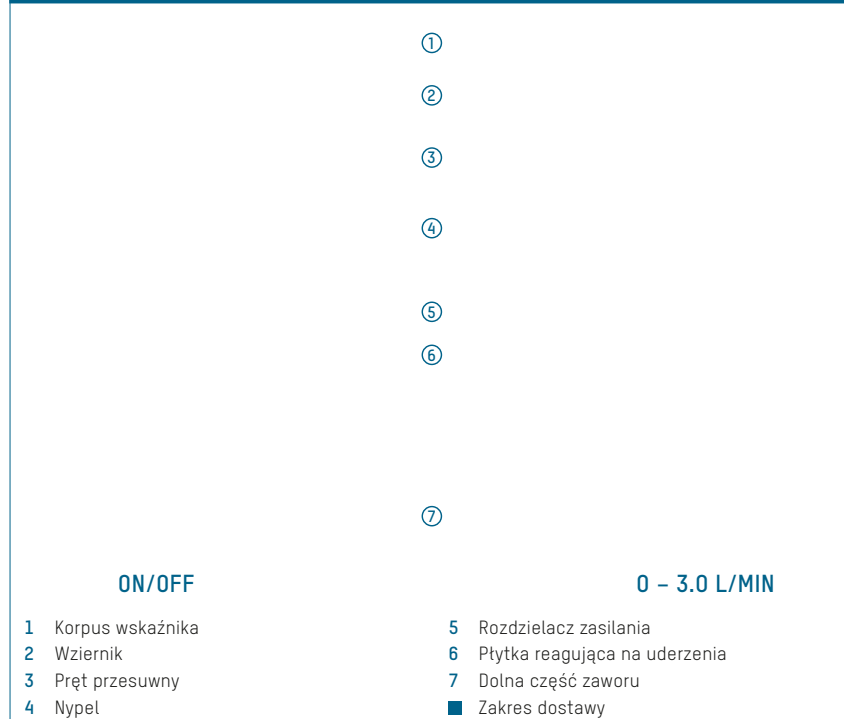 ①
②
③
④
⑤
⑥
⑦
ON/OFF
0 – 3.0 L/MIN
1 Korpus wskaźnika
2 Wziernik
3 Pręt przesuwny
4 Nypel
5 Rozdzielacz zasilania
6 Płytka reagująca na uderzenia
7 Dolna część zaworu
■ Zakres dostawy